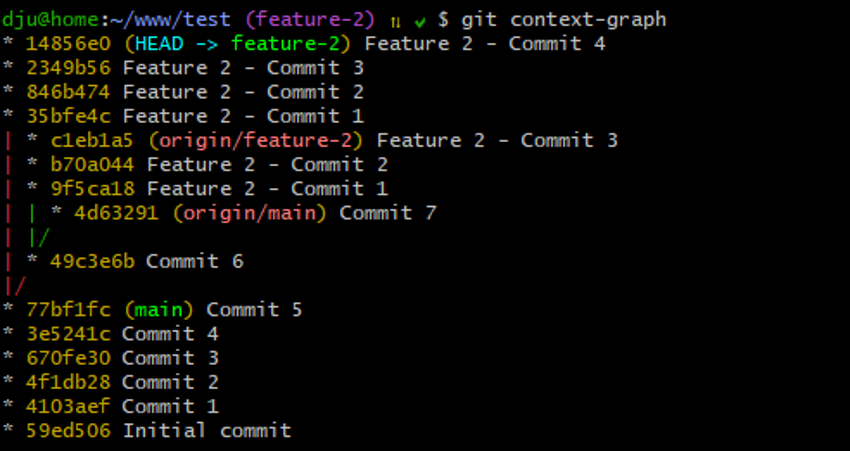 dju@home:~/www/test (feature-2) ⇅ ✔ $ git context-graph
* 14856e0 (HEAD -> feature-2) Feature 2 - Commit 4
* 2349b56 Feature 2 - Commit 3
* 846b474 Feature 2 - Commit 2
* 35bfe4c Feature 2 - Commit 1
| * c1eb1a5 (origin/feature-2) Feature 2 - Commit 3
| * b70a044 Feature 2 - Commit 2
| * 9f5ca18 Feature 2 - Commit 1
| | * 4d63291 (origin/main) Commit 7
| |/
| * 49c3e6b Commit 6
|/
* 77bf1fc (main) Commit 5
* 3e5241c Commit 4
* 670fe30 Commit 3
* 4f1db28 Commit 2
* 4103aef Commit 1
* 59ed506 Initial commit